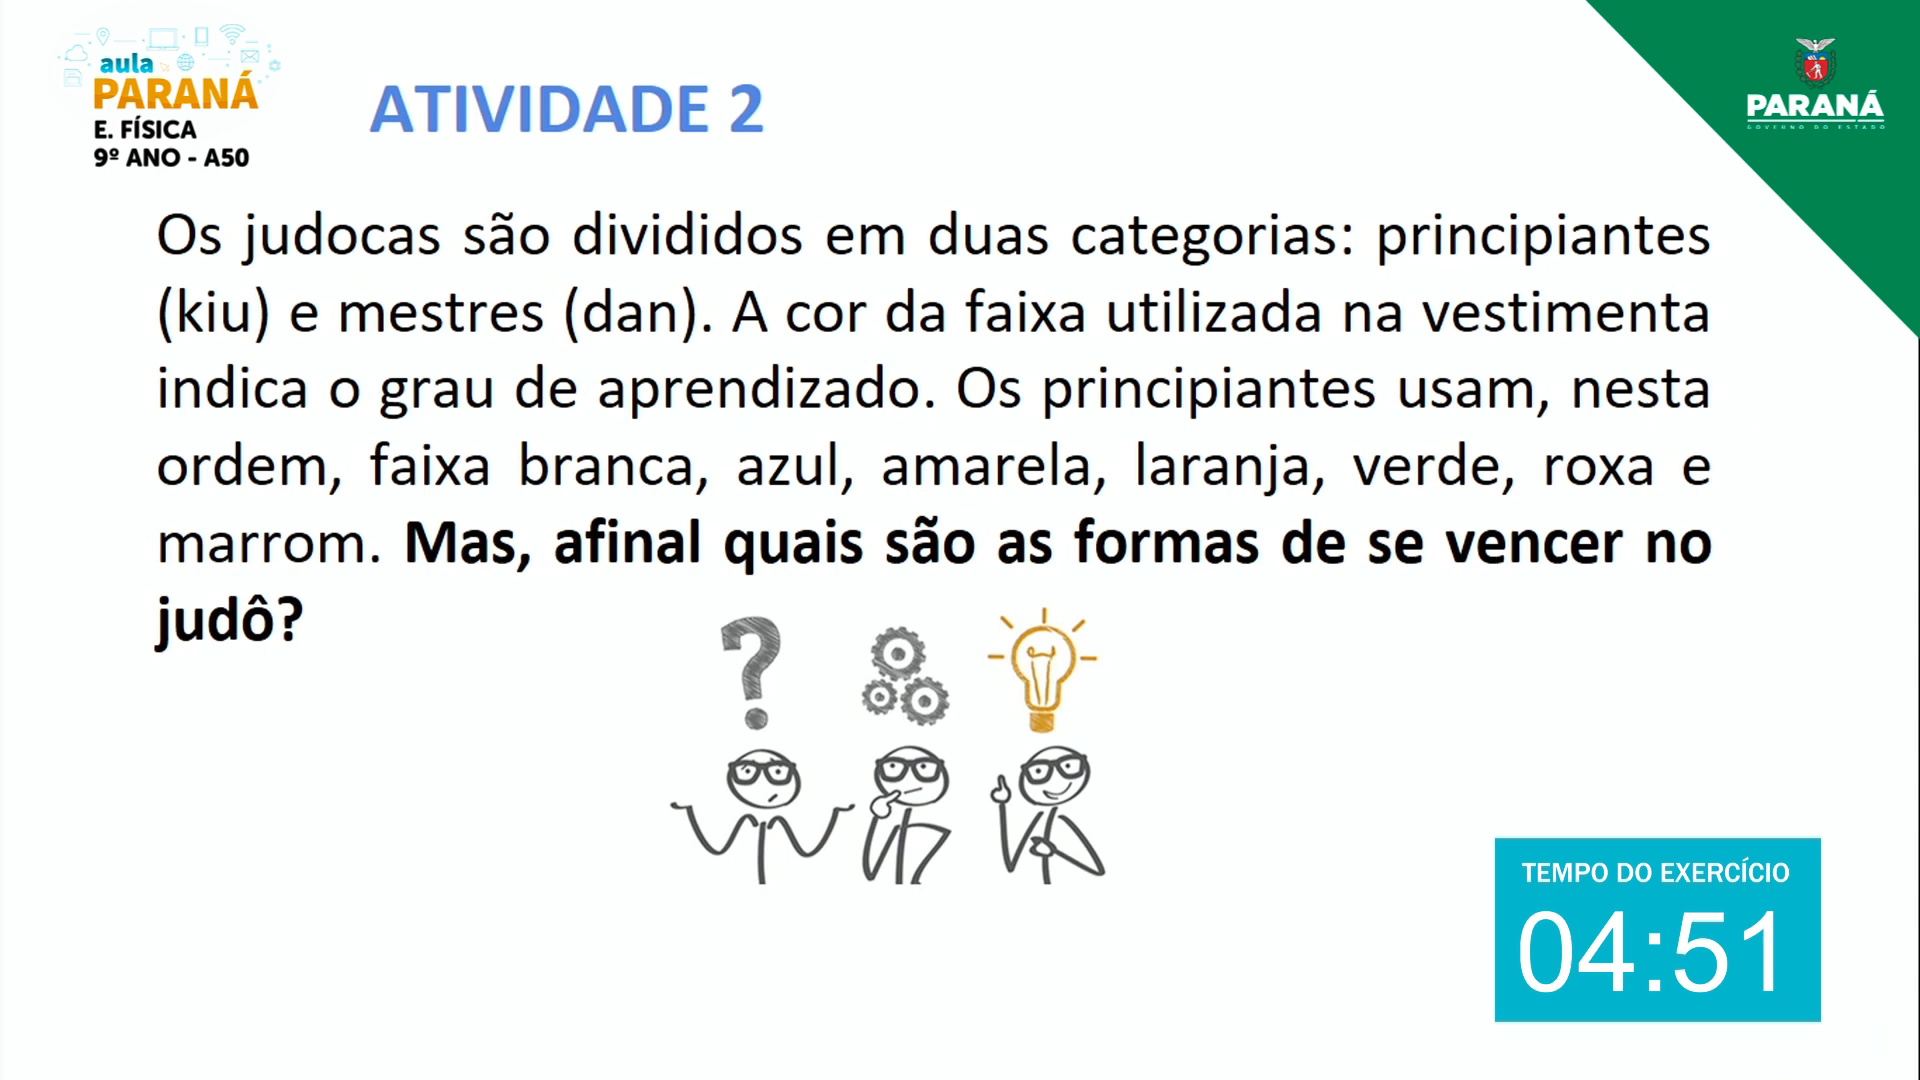 aula
PARANÁ
E. FÍSICA
9º ANO - A50
ATIVIDADE 2
PARANÁ
GOVERNO DO ESTADO
Os judocas são divididos em duas categorias: principiantes
(kiu) e mestres (dan). A cor da faixa utilizada na vestimenta
indica o grau de aprendizado. Os principiantes usam, nesta
ordem, faixa branca, azul, amarela, laranja, verde, roxa e
marrom. Mas, afinal quais são as formas de se vencer no
judô?
TEMPO DO EXERCÍCIO
04:51